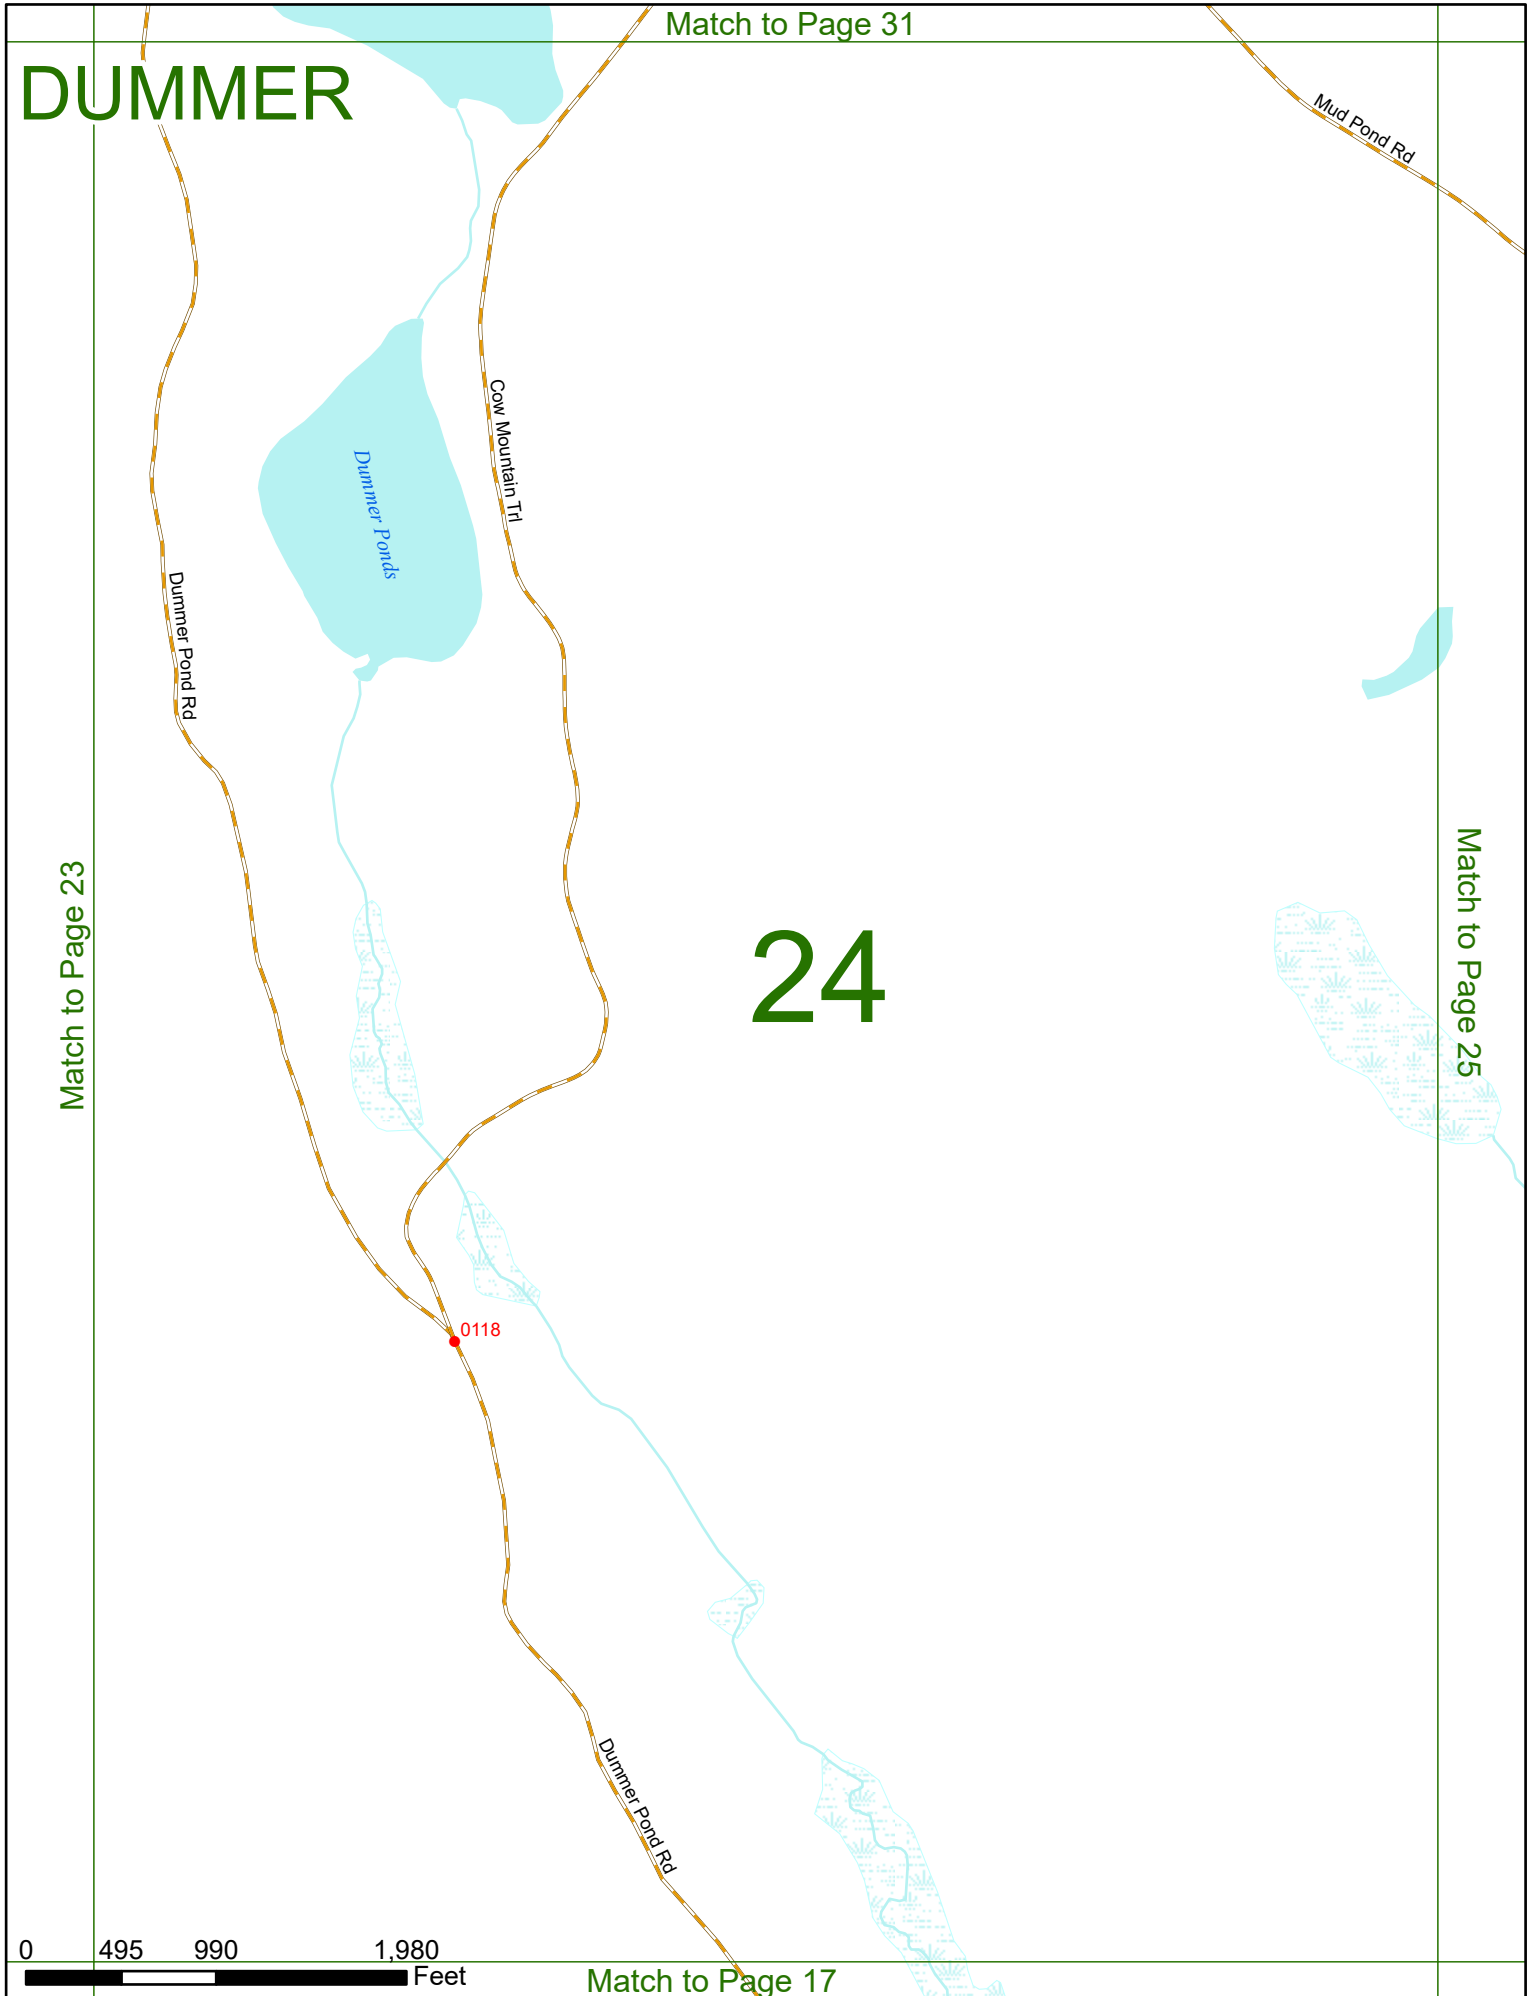 Match to Page 31
DUMMER
Mud Pond Rd
Cow Mountain Trl
Dummer Ponds
Dummer Pond Rd
Match to Page 23
Match to Page 25
24
0118
Dummer Pond Rd
0 495 990 1,980
Feet
Match to Page 17